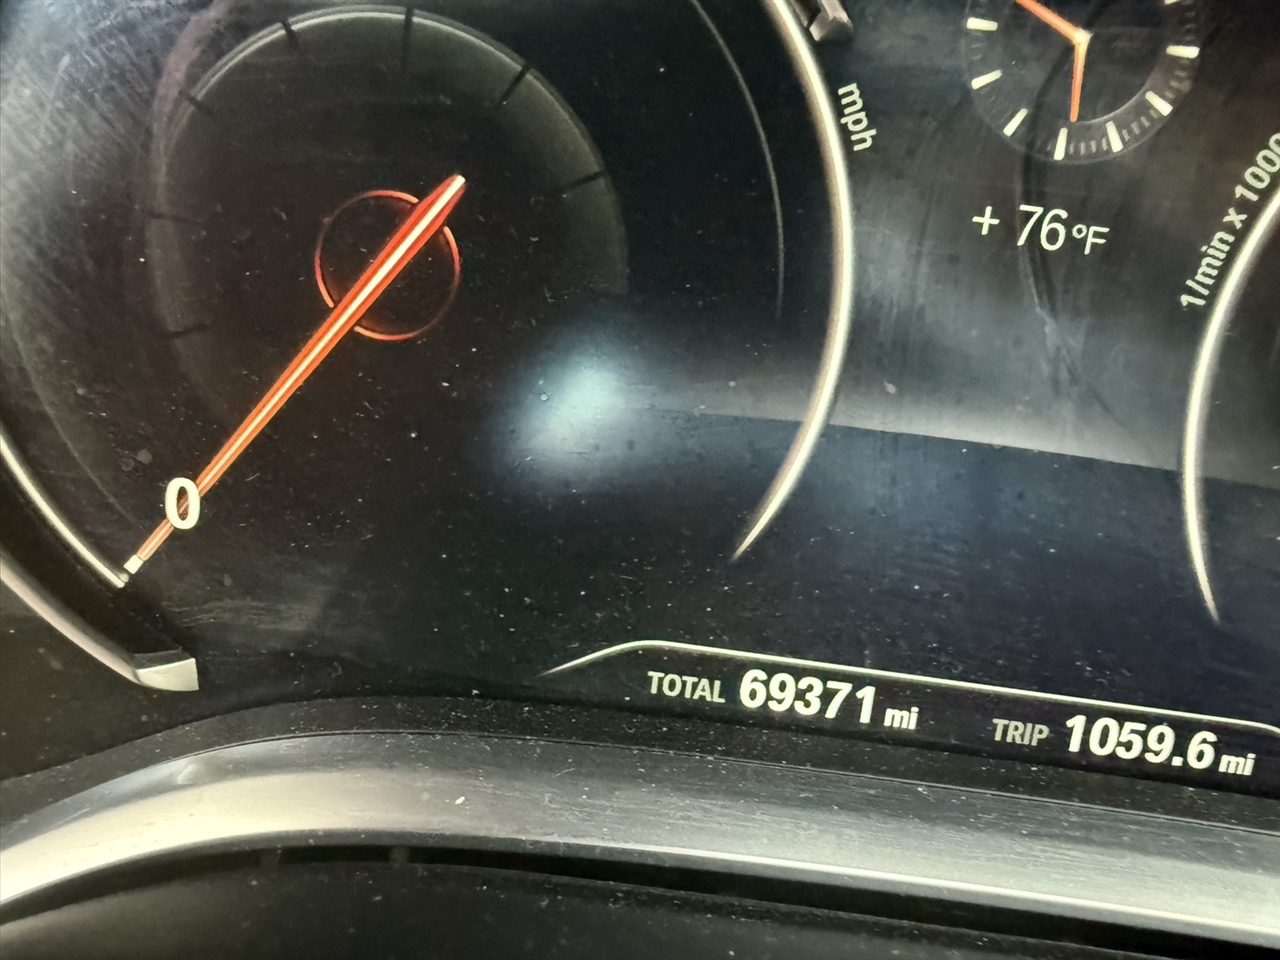 mph
+ 76°F
1/min x 1000
0
TOTAL 69371 mi TRIP 1059.6 mi